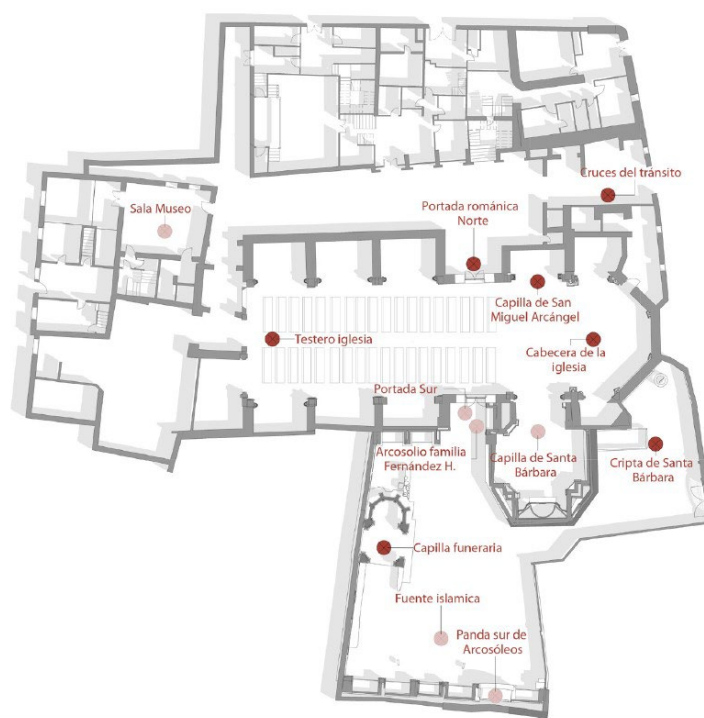 Cruces del tránsito
Sala Museo
Portada románica
Norte
Capilla de San
Miguel Arcángel
Testero iglesia
Cabecera de la
iglesia
Portada Sur
Arcosolio familia
Fernández H.
Capilla de Santa
Bárbara
Cripta de Santa
Bárbara
Capilla funeraria
Fuente islamica
Panda sur de
Arcosóleos